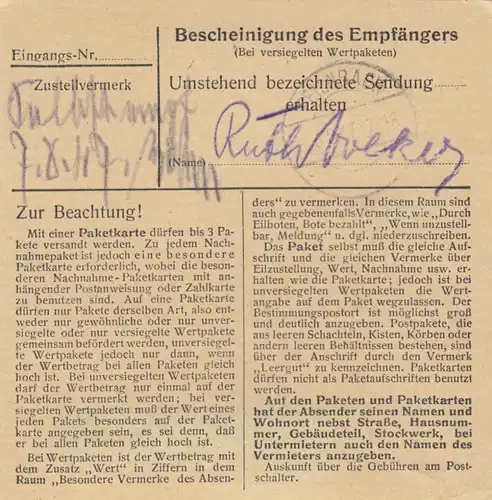 Bescheinigung des Empfängers
(Bei versiegelten Wertpaketen)
Eingangs-Nr.
Zustellvermerk
Umstehend bezeichnete Sendung
erhalten
7.8.47.
(Name) Ruth
Zur Beachtung!
Mit einer Paketkarte dürfen bis 3 Pa-
kete versandt werden. Zu jedem Nach-
nahmepaket ist jedoch eine besondere
Paketkarte erforderlich, wobei die beson-
deren Nachnahme-Paketkarten mit an-
hängender Postanweisung oder Zahlkarte
zu benutzen sind. Auf eine Paketkarte
dürfen nur Pakete derselben Art, also ent-
weder nur gewöhnliche oder nur unver-
siegelte oder nur versiegelte Wertpakete
gemeinsam befördert werden, unversiegel-
te Wertpakete jedoch nur dann, wenn
der Wertbetrag bei allen Paketen gleich
hoch ist. Bei unversiegelten Wertpaketen
darf der Wertbetrag nur einmal auf der
Paketkarte vermerkt werden; bei ver-
siegelten Wertpaketen muß der Wert eines
jeden Pakets besonders auf der Paket-
karte angegeben sein, es sei denn, daß
er bei allen Paketen gleich hoch ist.
Bei Wertpaketen ist der Wertbetrag mit
dem Zusatz „Wert" in Ziffern in dem
Raum „Besondere Vermerke des Absen-
ders" zu vermerken. In diesem Raum sind
auch gegebenenfalls Vermerke, wie „Durch
Eilboten, Bote bezahlt", „Wenn unzustell-
bar, Meldung" u. dgl. niederzuschreiben.
Das Paket selbst muß die gleiche Auf-
schrift und die gleichen Vermerke über
Eilzustellung, Wert, Nachnahme usw. er-
halten wie die Paketkarte; jedoch ist bei
unversiegelten Wertpaketen die Wert-
angabe auf dem Paket wegzulassen. Der
Bestimmungspostort ist möglichst groß
und deutlich anzugeben. Postpakete, die
aus leeren Schachteln, Kisten, Körben oder
andern leeren Behältnissen bestehen, sind
über der Anschrift durch den Vermerk
„Leergut" zu kennzeichnen. Paketkarten
dürfen nicht als Paketaufschriften benutzt
werden.
Auf den Paketen und Paketkarten
hat der Absender seinen Namen und
Wohnort nebst Straße, Hausnum-
mer, Gebäudeteil, Stockwerk, bei
Untermietern auch den Namen des
Vermieters anzugeben.
Auskunft über die Gebühren am Post-
schalter.